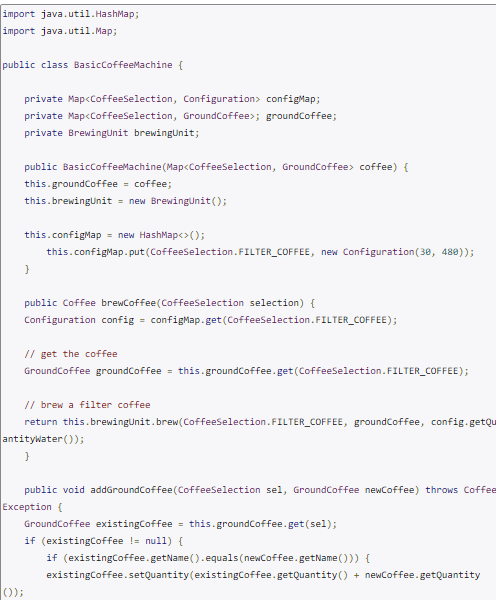 import java.util.HashMap;
import java.util.Map;
public class BasicCoffeeMachine {
private Map<CoffeeSelection, Configuration> configMap;
private Map<CoffeeSelection, GroundCoffee>; groundCoffee;
private BrewingUnit brewingUnit;
public BasicCoffeeMachine(Map<CoffeeSelection, GroundCoffee> coffee) {
this.groundCoffee = coffee;
this.brewingUnit = new BrewingUnit();
this.configMap = new HashMap<>();
this.configMap.put(CoffeeSelection.FILTER_COFFEE, new Configuration(30, 480));
}
public Coffee brewCoffee(CoffeeSelection selection) {
Configuration config = configMap.get(CoffeeSelection.FILTER_COFFEE);
// get the coffee
GroundCoffee groundCoffee = this.groundCoffee.get(CoffeeSelection.FILTER_COFFEE);
// brew a filter coffee
return this.brewingUnit.brew(CoffeeSelection.FILTER_COFFEE, groundCoffee, config.getQu
antityWater());
}
public void addGroundCoffee(CoffeeSelection sel, GroundCoffee newCoffee) throws Coffee
Exception {
GroundCoffee existingCoffee = this.groundCoffee.get(sel);
if (existingCoffee != null) {
if (existingCoffee.getName().equals(newCoffee.getName())) {
existingCoffee.setQuantity(existingCoffee.getQuantity() + newCoffee.getQuantity
());